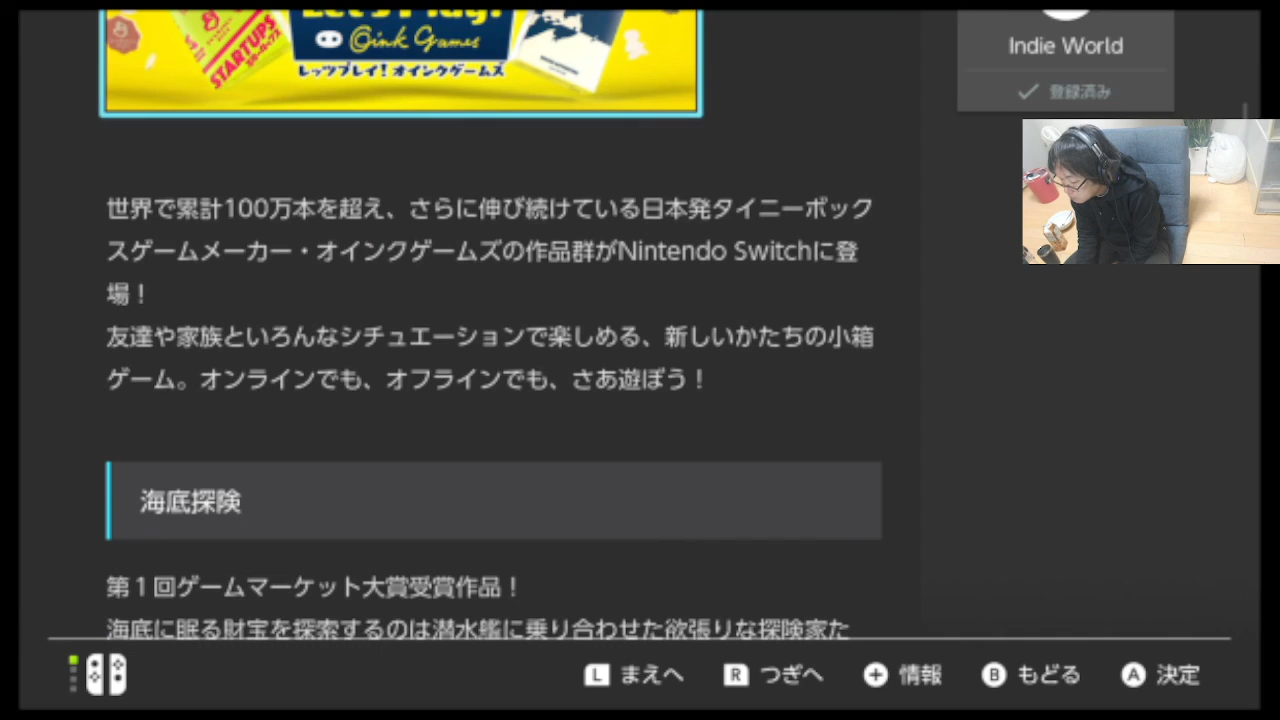 Let's Play!
Oink Games
STARTUPS
レッツプレイ！オインクゲームズ
Indie World
登録済み
世界で累計100万本を超え、さらに伸び続けている日本発タイニーボック
スゲームメーカー・オインクゲームズの作品群がNintendo Switchに登
場！
友達や家族といろんなシチュエーションで楽しめる、新しいかたちの小箱
ゲーム。オンラインでも、オフラインでも、さあ遊ぼう！
海底探険
第１回ゲームマーケット大賞受賞作品！
海底に眠る財宝を探索するのは潜水艦に乗り合わせた欲張りな探険家た
L まえへ R つぎへ + 情報 B もどる A 決定